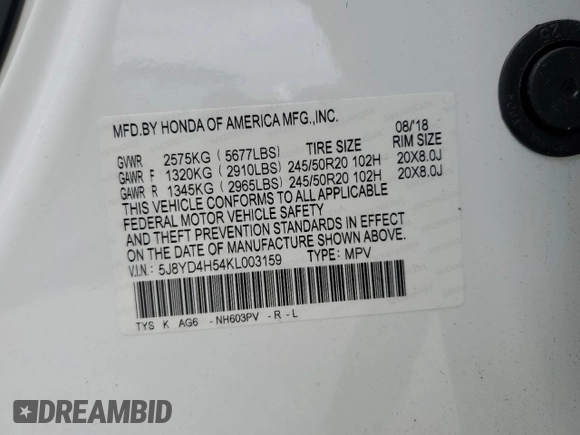 MFD.BY HONDA OF AMERICA MFG.,INC. 08/'18
GVWR 2575KG ( 5677LBS) TIRE SIZE RIM SIZE
GAWR F 1320KG ( 2910LBS) 245/50R20 102H 20X8.0J
GAWR R 1345KG ( 2965LBS) 245/50R20 102H 20X8.0J
THIS VEHICLE CONFORMS TO ALL APPLICABLE
FEDERAL MOTOR VEHICLE SAFETY
AND THEFT PREVENTION STANDARDS IN EFFECT
ON THE DATE OF MANUFACTURE SHOWN ABOVE.
V.I.N.: 5J8YD4H54KL003159 TYPE: MPV
TYS K AG6 -NH603PV -R -L
DREAMBID